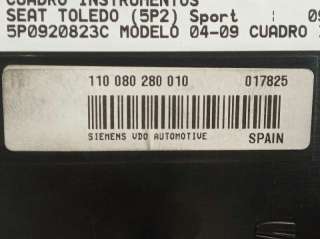 CUADRO INSTRUMENTOS
SEAT TOLEDO (5P2) Sport : 09
5P0920823C MODELO 04-09 CUADRO
110 080 280 010 017825
SIEMENS VDO AUTOMOTIVE SPAIN